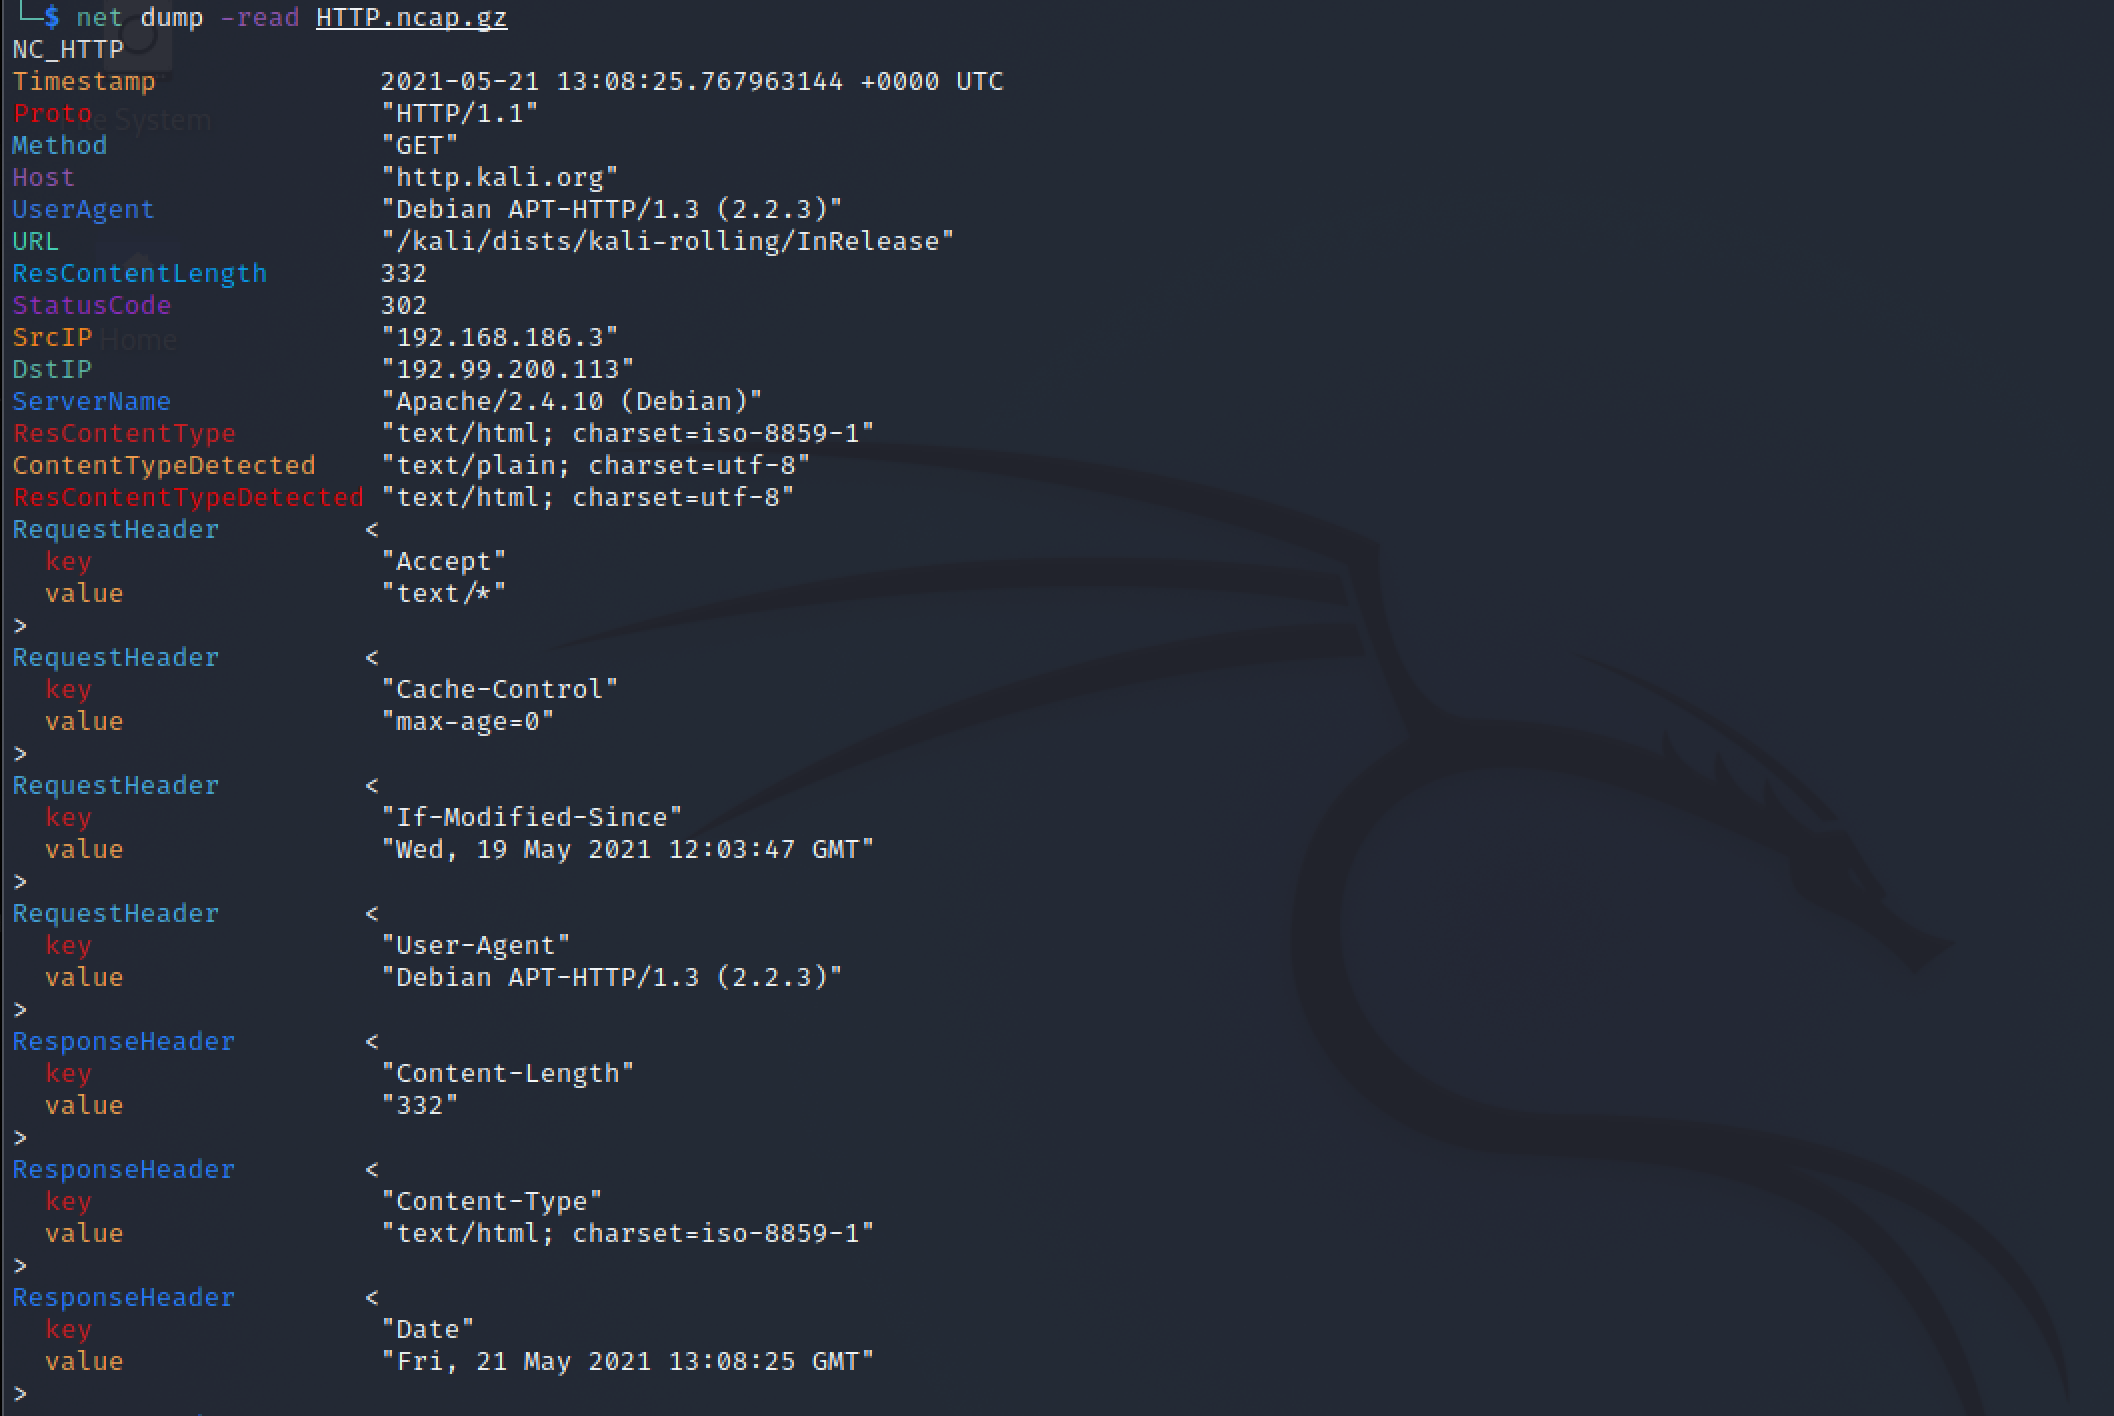 └─$ net dump -read HTTP.ncap.gz
NC_HTTP
Timestamp 2021-05-21 13:08:25.767963144 +0000 UTC
Proto "HTTP/1.1"
File System
Method "GET"
Host "http.kali.org"
UserAgent "Debian APT-HTTP/1.3 (2.2.3)"
URL "/kali/dists/kali-rolling/InRelease"
ResContentLength 332
StatusCode 302
SrcIP "192.168.186.3"
Home
DstIP "192.99.200.113"
ServerName "Apache/2.4.10 (Debian)"
ResContentType "text/html; charset=iso-8859-1"
ContentTypeDetected "text/plain; charset=utf-8"
ResContentTypeDetected "text/html; charset=utf-8"
RequestHeader <
key "Accept"
value "text/*"
>
RequestHeader <
key "Cache-Control"
value "max-age=0"
>
RequestHeader <
key "If-Modified-Since"
value "Wed, 19 May 2021 12:03:47 GMT"
>
RequestHeader <
key "User-Agent"
value "Debian APT-HTTP/1.3 (2.2.3)"
>
ResponseHeader <
key "Content-Length"
value "332"
>
ResponseHeader <
key "Content-Type"
value "text/html; charset=iso-8859-1"
>
ResponseHeader <
key "Date"
value "Fri, 21 May 2021 13:08:25 GMT"
>